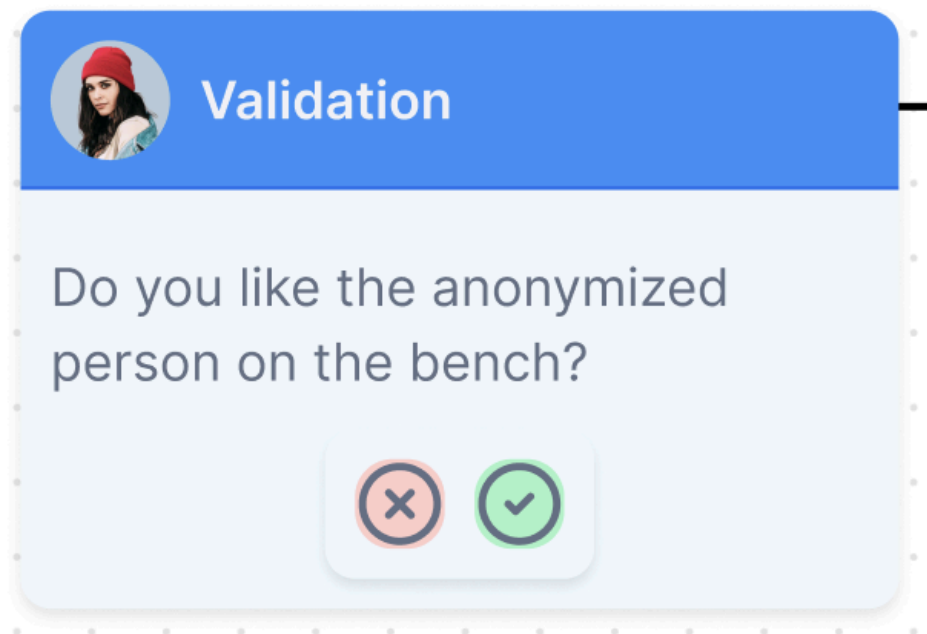 Validation
Do you like the anonymized
person on the bench?